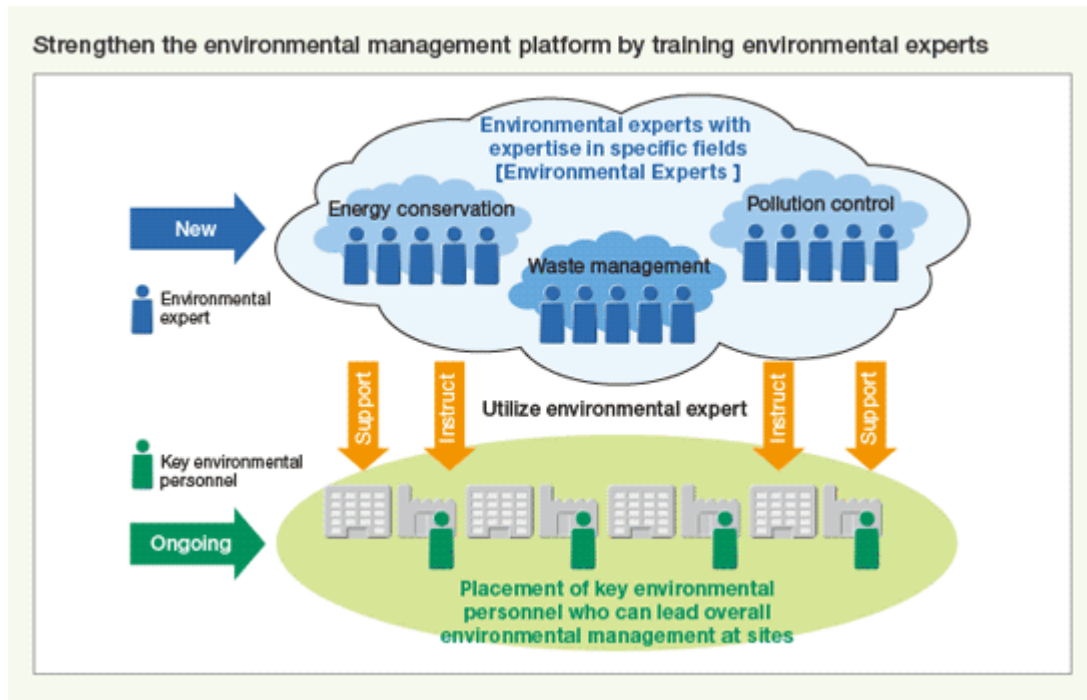 Strengthen the environmental management platform by training environmental experts
Environmental experts with
expertise in specific fields
[Environmental Experts ]
Energy conservation
Pollution control
New
Waste management
Environmental
expert
Support
Instruct
Utilize environmental expert
Instruct
Support
Key environmental
personnel
Ongoing
Placement of key environmental
personnel who can lead overall
environmental management at sites